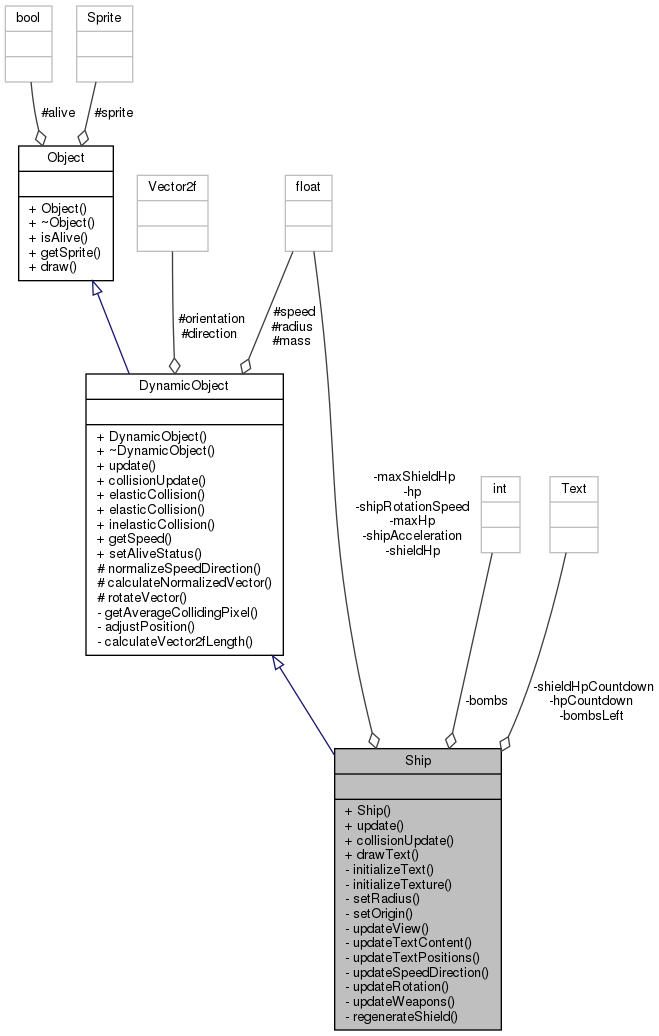 bool
Sprite
#alive
#sprite
Object
+ Object()
+ ~Object()
+ isAlive()
+ getSprite()
+ draw()
Vector2f
float
#orientation
#direction
#speed
#radius
#mass
DynamicObject
+ DynamicObject()
+ ~DynamicObject()
+ update()
+ collisionUpdate()
+ elasticCollision()
+ elasticCollision()
+ inelasticCollision()
+ getSpeed()
+ setAliveStatus()
# normalizeSpeedDirection()
# calculateNormalizedVector()
# rotateVector()
- getAverageCollidingPixel()
- adjustPosition()
- calculateVector2fLength()
-maxShieldHp
-hp
-shipRotationSpeed
-maxHp
-shipAcceleration
-shieldHp
int
Text
-bombs
-shieldHpCountdown
-hpCountdown
-bombsLeft
Ship
+ Ship()
+ update()
+ collisionUpdate()
+ drawText()
- initializeText()
- initializeTexture()
- setRadius()
- setOrigin()
- updateView()
- updateTextContent()
- updateTextPositions()
- updateSpeedDirection()
- updateRotation()
- updateWeapons()
- regenerateShield()